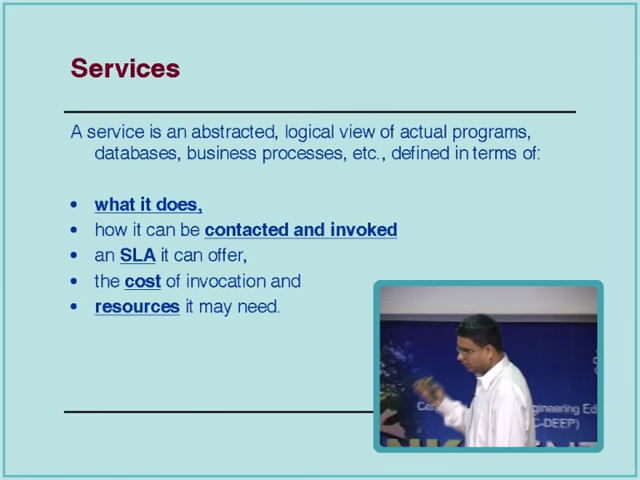 Services
A service is an abstracted, logical view of actual programs,
databases, business processes, etc., defined in terms of:
• what it does,
• how it can be contacted and invoked
• an SLA it can offer,
• the cost of invocation and
• resources it may need.
Engineering
C-DEEP)